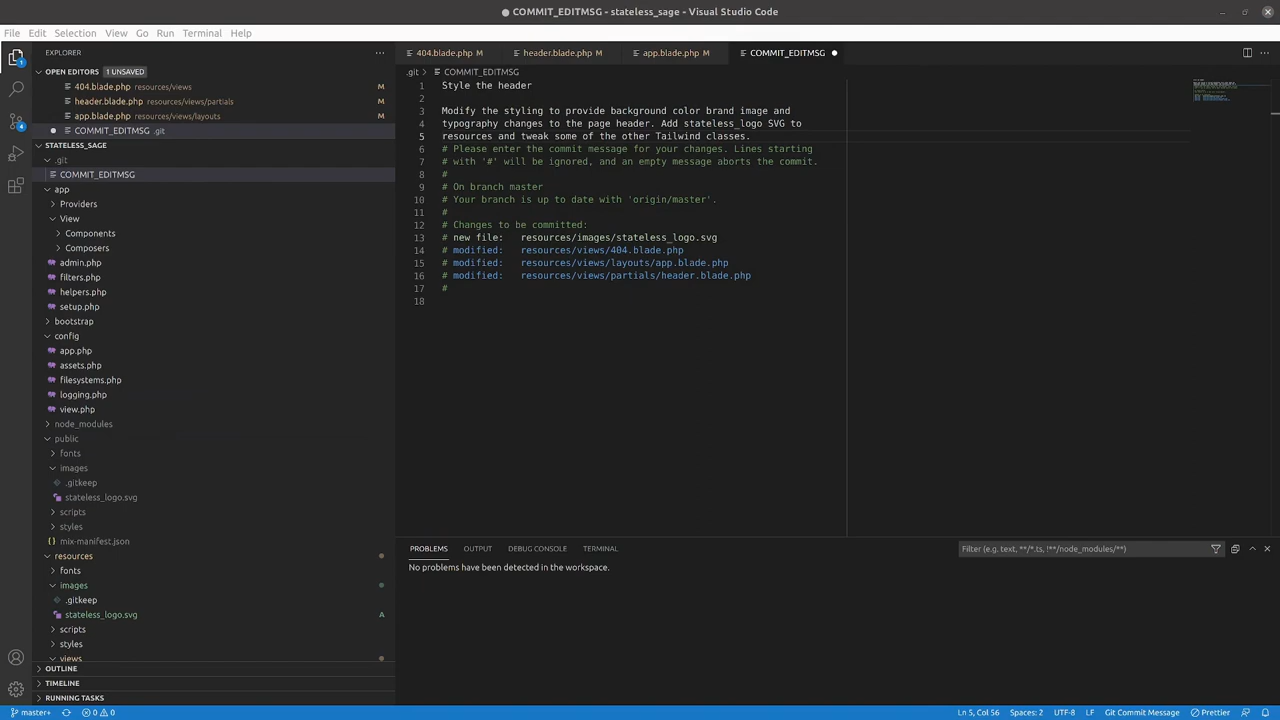 ● COMMIT_EDITMSG - stateless_sage - Visual Studio Code
File Edit Selection View Go Run Terminal Help
EXPLORER
OPEN EDITORS 1 UNSAVED
404.blade.php resources/views M
header.blade.php resources/views/partials M
app.blade.php resources/views/layouts M
COMMIT_EDITMSG .git
STATELESS_SAGE
.git
COMMIT_EDITMSG
app
Providers
View
Components
Composers
admin.php
filters.php
helpers.php
setup.php
bootstrap
config
app.php
assets.php
filesystems.php
logging.php
view.php
node_modules
public
fonts
images
.gitkeep
stateless_logo.svg
scripts
styles
mix-manifest.json
resources
fonts
images
.gitkeep
stateless_logo.svg A
scripts
styles
views
OUTLINE
TIMELINE
RUNNING TASKS
404.blade.php M header.blade.php M app.blade.php M COMMIT_EDITMSG
.git > COMMIT_EDITMSG
1 Style the header
2
3 Modify the styling to provide background color brand image and
4 typography changes to the page header. Add stateless_logo SVG to
5 resources and tweak some of the other Tailwind classes.
6 # Please enter the commit message for your changes. Lines starting
7 # with '#' will be ignored, and an empty message aborts the commit.
8 #
9 # On branch master
10 # Your branch is up to date with 'origin/master'.
11 #
12 # Changes to be committed:
13 # new file: resources/images/stateless_logo.svg
14 # modified: resources/views/404.blade.php
15 # modified: resources/views/layouts/app.blade.php
16 # modified: resources/views/partials/header.blade.php
17 #
18
PROBLEMS OUTPUT DEBUG CONSOLE TERMINAL
Filter (e.g. text, **/*.ts, !**/node_modules/**)
No problems have been detected in the workspace.
1
4
master+ 0 0 Ln 5, Col 56 Spaces: 2 UTF-8 LF Git Commit Message Prettier